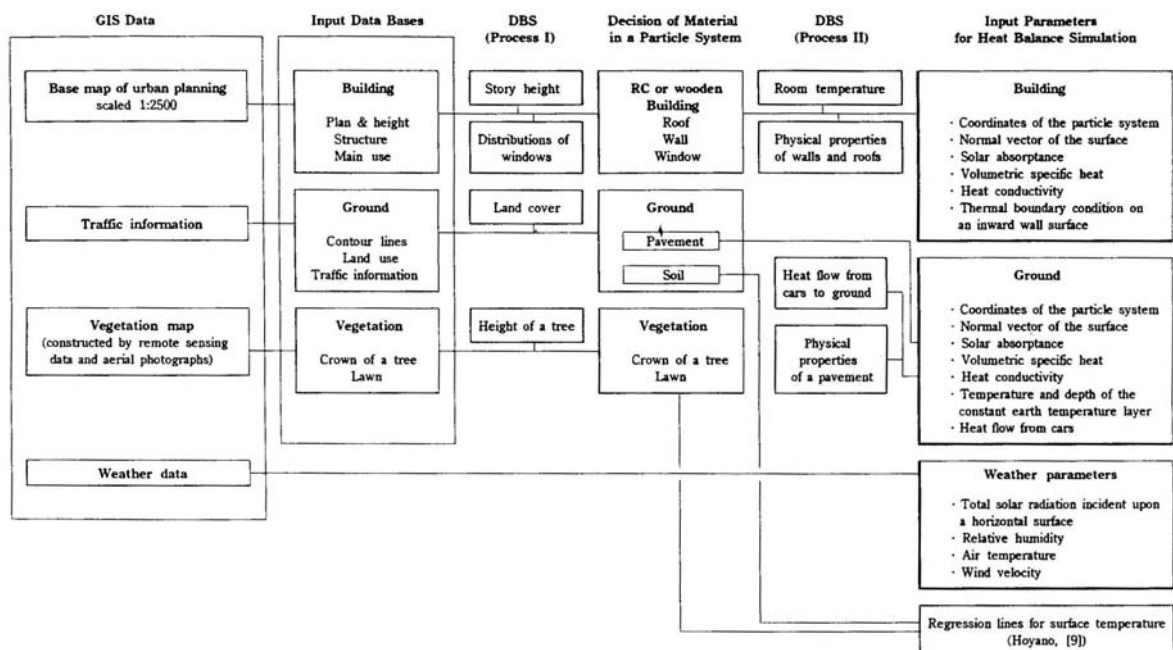 GIS Data
Input Data Bases
DBS
(Process I)
Decision of Material
in a Particle System
DBS
(Process II)
Input Parameters
for Heat Balance Simulation
Base map of urban planning
scaled 1:2500
Traffic information
Vegetation map
(constructed by remote sensing
data and aerial photographs)
Weather data
Building
Plan & height
Structure
Main use
Ground
Contour lines
Land use
Traffic information
Vegetation
Crown of a tree
Lawn
Story height
Distributions of
windows
Land cover
Height of a tree
RC or wooden
Building
Roof
Wall
Window
Ground
Pavement
Soil
Vegetation
Crown of a tree
Lawn
Room temperature
Physical properties
of walls and roofs
Heat flow from
cars to ground
Physical
properties
of a pavement
Building
· Coordinates of the particle system
· Normal vector of the surface
· Solar absorptance
· Volumetric specific heat
· Heat conductivity
· Thermal boundary condition on
an inward wall surface
Ground
· Coordinates of the particle system
· Normal vector of the surface
· Solar absorptance
· Volumetric specific heat
· Heat conductivity
· Temperature and depth of the
constant earth temperature layer
· Heat flow from cars
Weather parameters
· Total solar radiation incident upon
a horizontal surface
· Relative humidity
· Air temperature
· Wind velocity
Regression lines for surface temperature
(Hoyano, [9])